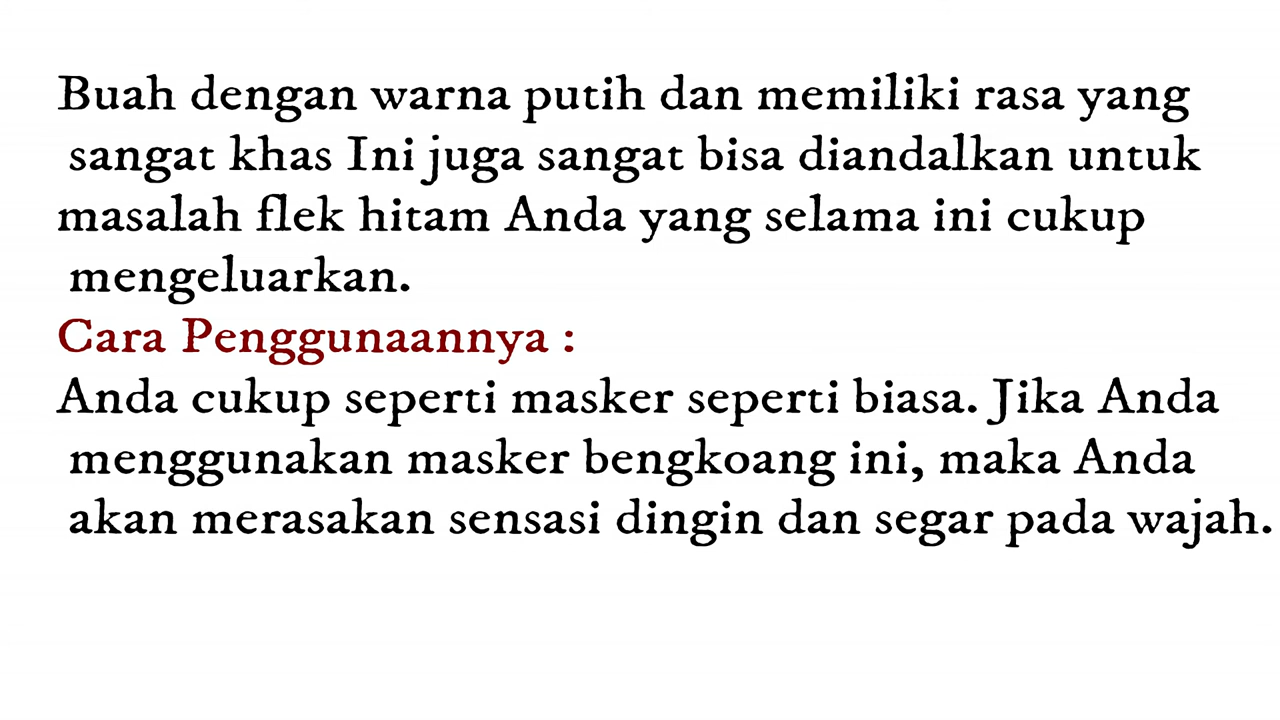 Buah dengan warna putih dan memiliki rasa yang
sangat khas Ini juga sangat bisa diandalkan untuk
masalah flek hitam Anda yang selama ini cukup
mengeluarkan.
Cara Penggunaannya :
Anda cukup seperti masker seperti biasa. Jika Anda
menggunakan masker bengkoang ini, maka Anda
akan merasakan sensasi dingin dan segar pada wajah.